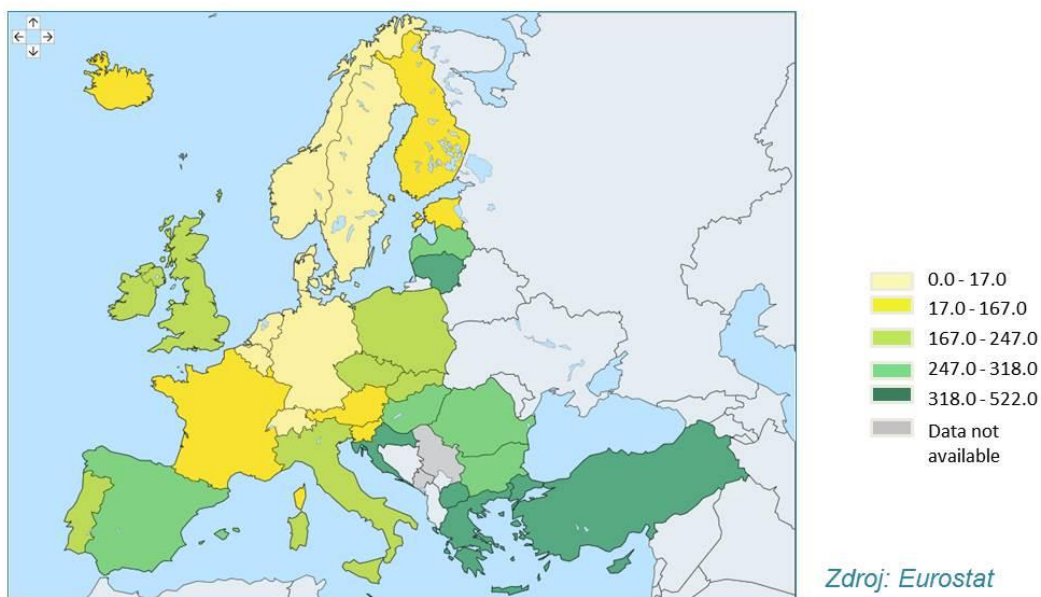 0.0 - 17.0
17.0 - 167.0
167.0 - 247.0
247.0 - 318.0
318.0 - 522.0
Data not
available
Zdroj: Eurostat